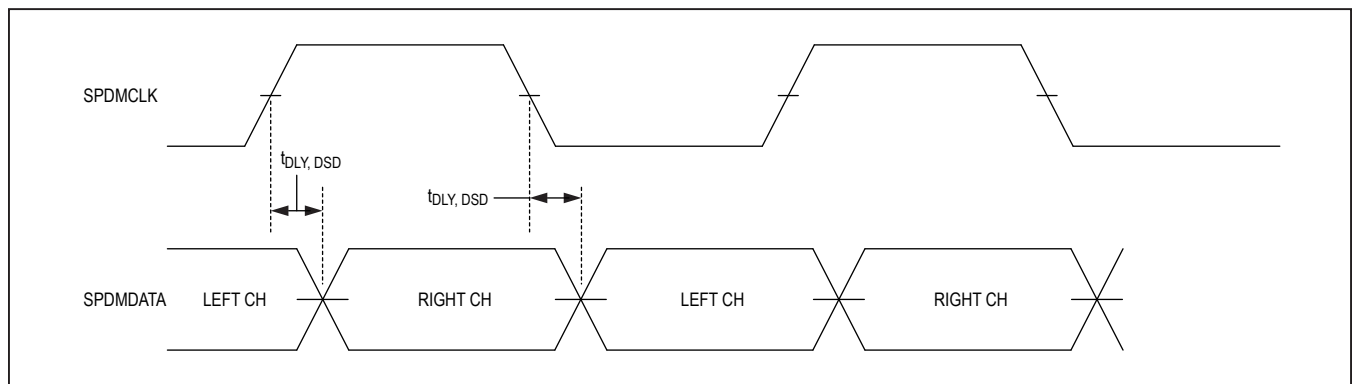 SPDMCLK
tDLY, DSD
tDLY, DSD
SPDMDATA LEFT CH RIGHT CH LEFT CH RIGHT CH